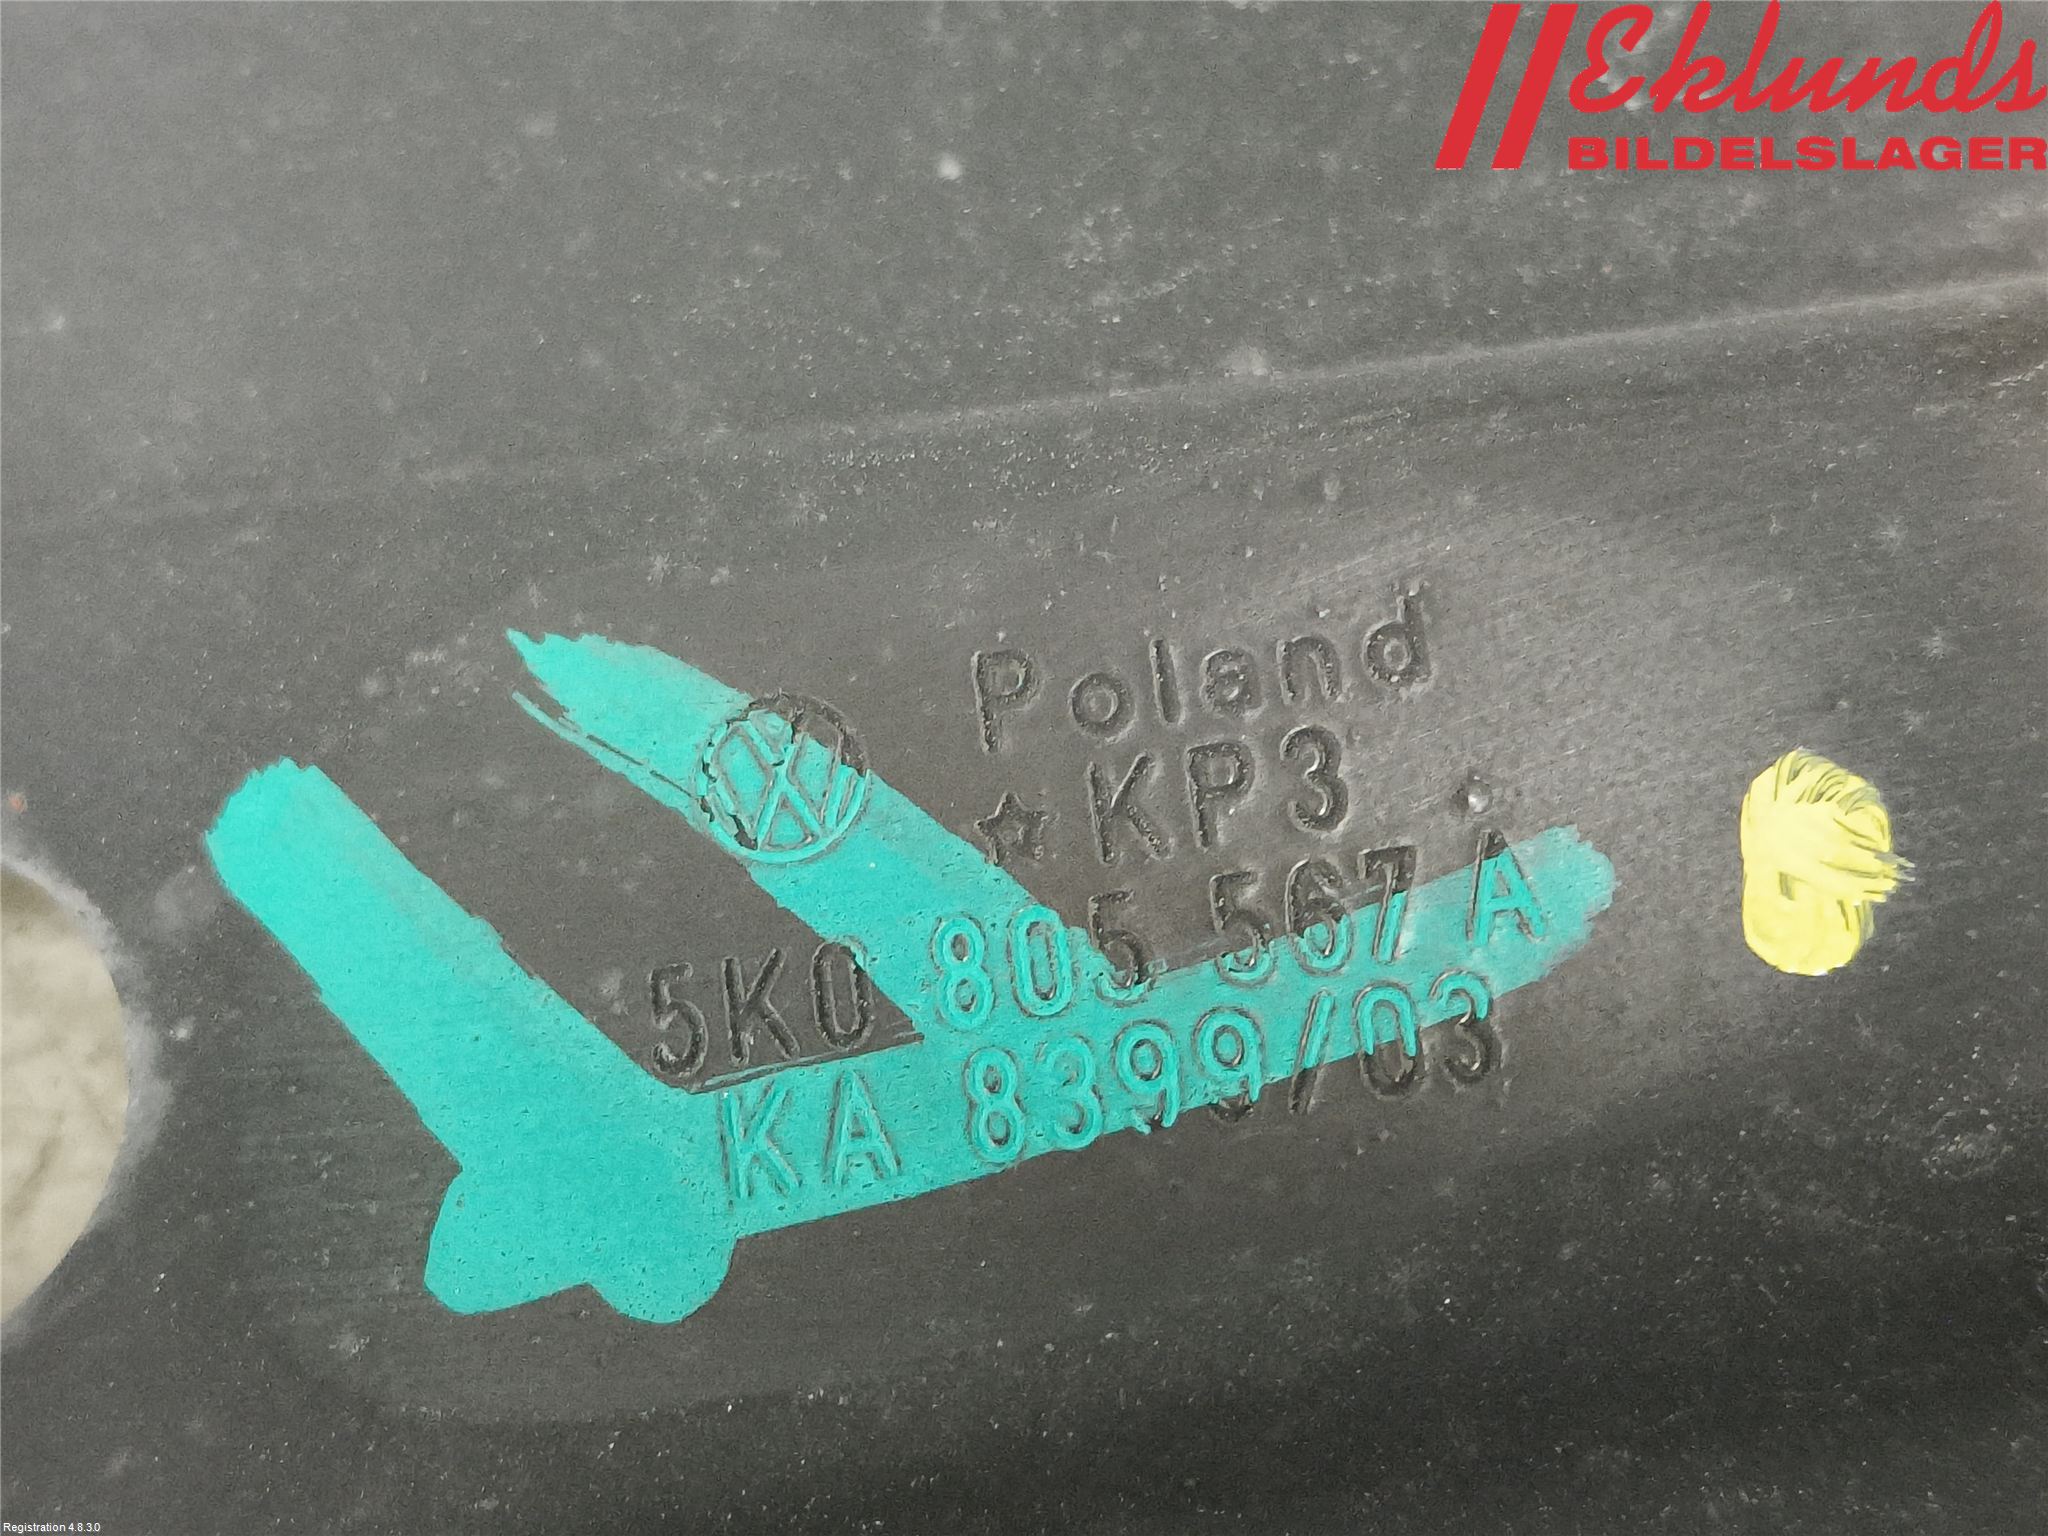 Eklunds
BILDELSLAGER
Poland
☆ KP3
5K0 805 567 A
KA 8399/03
Registration 4.8.3.0